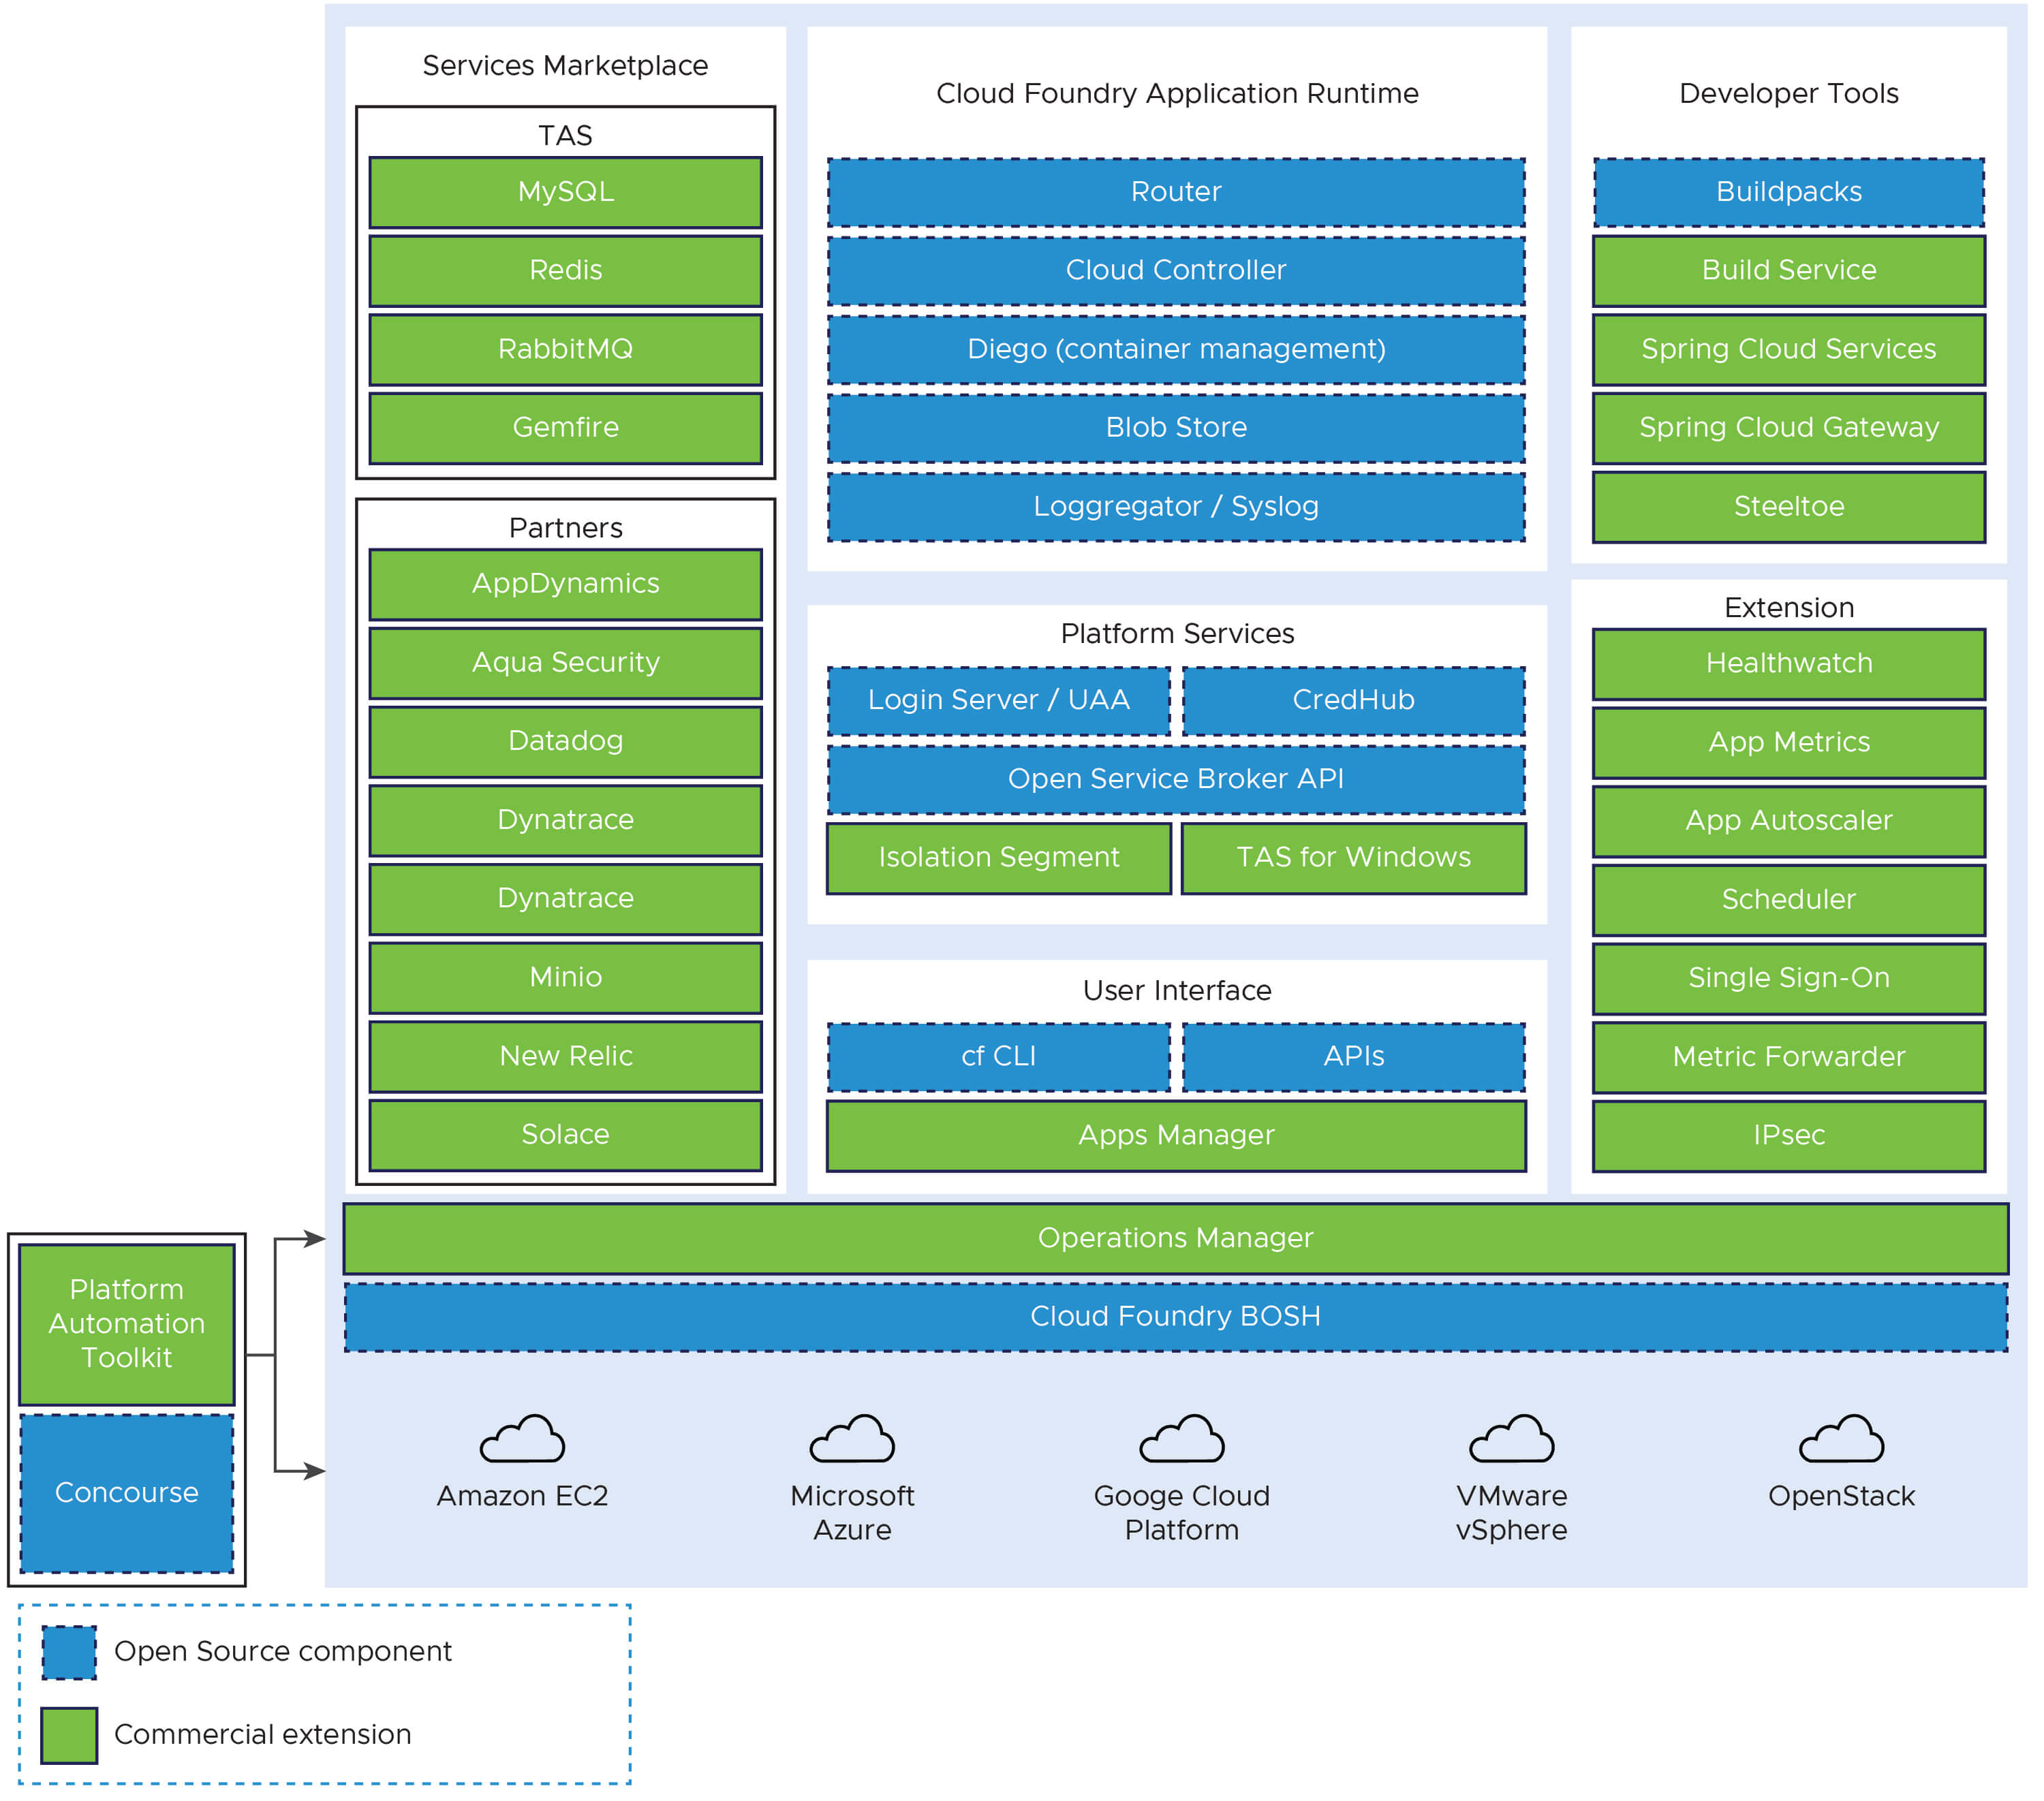 Services Marketplace
TAS
MySQL
Redis
RabbitMQ
Gemfire
Partners
AppDynamics
Aqua Security
Datadog
Dynatrace
Dynatrace
Minio
New Relic
Solace
Cloud Foundry Application Runtime
Router
Cloud Controller
Diego (container management)
Blob Store
Loggregator / Syslog
Platform Services
Login Server / UAA
CredHub
Open Service Broker API
Isolation Segment
TAS for Windows
User Interface
cf CLI
APIs
Apps Manager
Developer Tools
Buildpacks
Build Service
Spring Cloud Services
Spring Cloud Gateway
Steeltoe
Extension
Healthwatch
App Metrics
App Autoscaler
Scheduler
Single Sign-On
Metric Forwarder
IPsec
Operations Manager
Cloud Foundry BOSH
Platform
Automation
Toolkit
Concourse
Amazon EC2
Microsoft
Azure
Googe Cloud
Platform
VMware
vSphere
OpenStack
Open Source component
Commercial extension